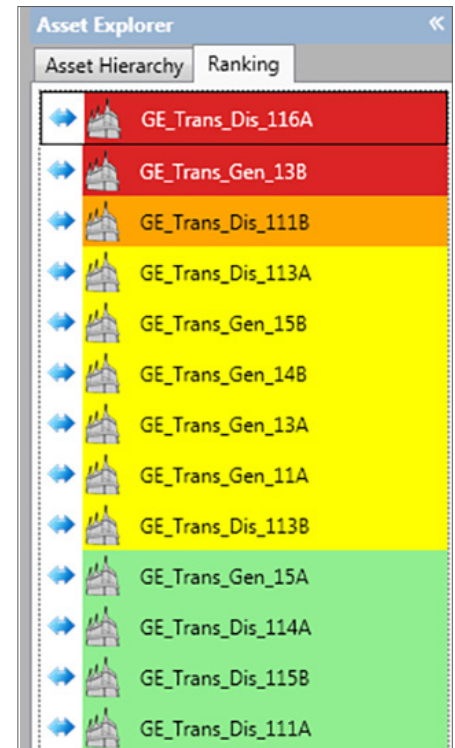 Asset Explorer
Asset Hierarchy Ranking
GE_Trans_Dis_116A
GE_Trans_Gen_13B
GE_Trans_Dis_111B
GE_Trans_Dis_113A
GE_Trans_Gen_15B
GE_Trans_Gen_14B
GE_Trans_Gen_13A
GE_Trans_Gen_11A
GE_Trans_Dis_113B
GE_Trans_Gen_15A
GE_Trans_Dis_114A
GE_Trans_Dis_115B
GE_Trans_Dis_111A